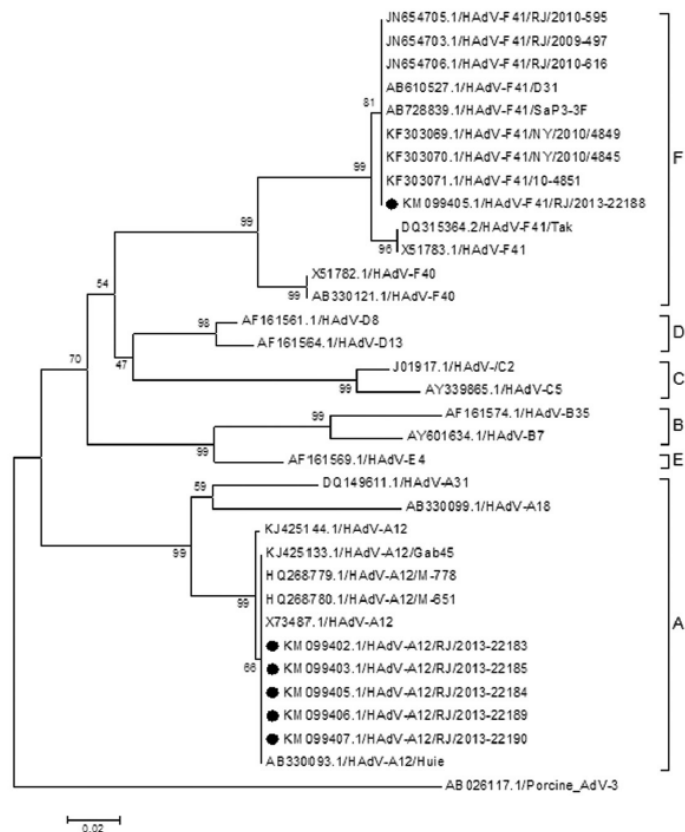 JN654705.1/HAdV-F41/RJ/2010-595
JN654703.1/HAdV-F41/RJ/2009-497
JN654706.1/HAdV-F41/RJ/2010-616
AB610527.1/HAdV-F41/D31
81
AB728839.1/HAdV-F41/SaP3-3F
KF303069.1/HAdV-F41/NY/2010/4849
F
99
KF303070.1/HAdV-F41/NY/2010/4845
KF303071.1/HAdV-F41/10-4851
KM099405.1/HAdV-F41/RJ/2013-22188
99
DQ315364.2/HAdV-F41/Tak
96
X51783.1/HAdV-F41
X51782.1/HAdV-F40
99
AB330121.1/HAdV-F40
54
98
AF161561.1/HAdV-D8
D
AF161564.1/HAdV-D13
70
47
J01917.1/HAdV-/C2
C
99
AY339865.1/HAdV-C5
99
AF161574.1/HAdV-B35
B
AY601634.1/HAdV-B7
99
AF161569.1/HAdV-E4
E
59
DQ149611.1/HAdV-A31
AB330099.1/HAdV-A18
KJ425144.1/HAdV-A12
99
KJ425133.1/HAdV-A12/Gab45
HQ268779.1/HAdV-A12/M-778
99
HQ268780.1/HAdV-A12/M-651
X73487.1/HAdV-A12
A
KM099402.1/HAdV-A12/RJ/2013-22183
66
KM099403.1/HAdV-A12/RJ/2013-22185
KM099405.1/HAdV-A12/RJ/2013-22184
KM099406.1/HAdV-A12/RJ/2013-22189
KM099407.1/HAdV-A12/RJ/2013-22190
AB330093.1/HAdV-A12/Huie
AB026117.1/Porcine_AdV-3
0.02